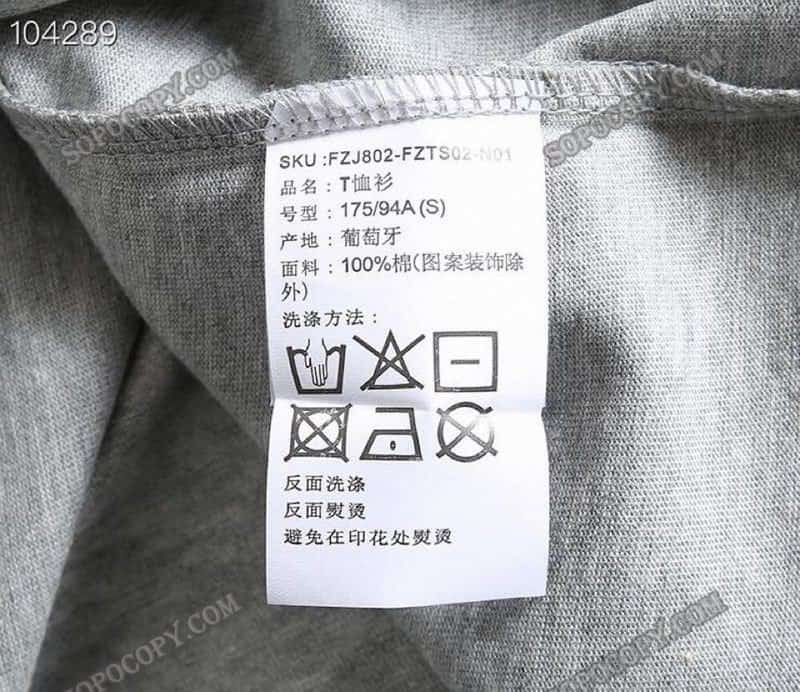 104289
SKU :FZJ802-FZTS02-N01
品名：T恤衫
号型：175/94A (S)
产地：葡萄牙
面料：100%棉(图案装饰除
外)
洗涤方法：
反面洗涤
反面熨烫
避免在印花处熨烫
SOPOCOPY.COM
SOPOCOPY.COM
SOPOCOPY.COM
SOPOCOPY.COM
SOPOCOPY.COM